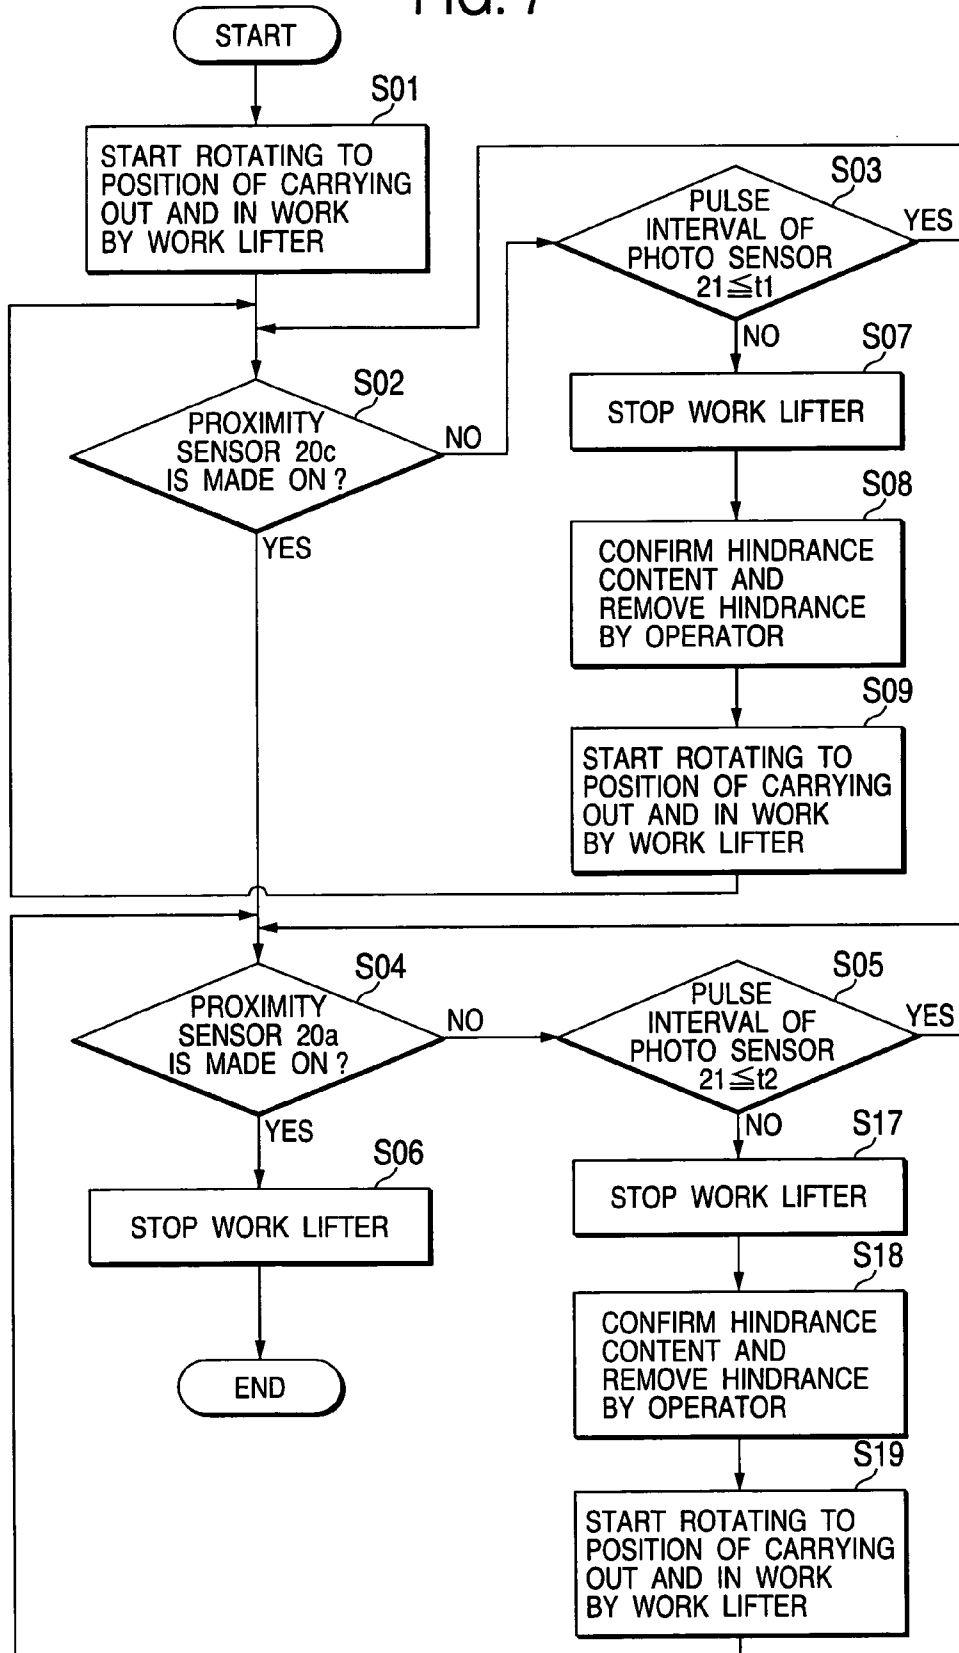 FIG. 7
START
S01
START ROTATING TO
POSITION OF CARRYING
OUT AND IN WORK
BY WORK LIFTER
S03
PULSE
INTERVAL OF
PHOTO SENSOR
21≦t1
YES
NO
S02
PROXIMITY
SENSOR 20c
IS MADE ON ?
NO
YES
S07
STOP WORK LIFTER
S08
CONFIRM HINDRANCE
CONTENT AND
REMOVE HINDRANCE
BY OPERATOR
S09
START ROTATING TO
POSITION OF CARRYING
OUT AND IN WORK
BY WORK LIFTER
S04
PROXIMITY
SENSOR 20a
IS MADE ON ?
NO
YES
S05
PULSE
INTERVAL OF
PHOTO SENSOR
21≦t2
YES
NO
S06
STOP WORK LIFTER
END
S17
STOP WORK LIFTER
S18
CONFIRM HINDRANCE
CONTENT AND
REMOVE HINDRANCE
BY OPERATOR
S19
START ROTATING TO
POSITION OF CARRYING
OUT AND IN WORK
BY WORK LIFTER